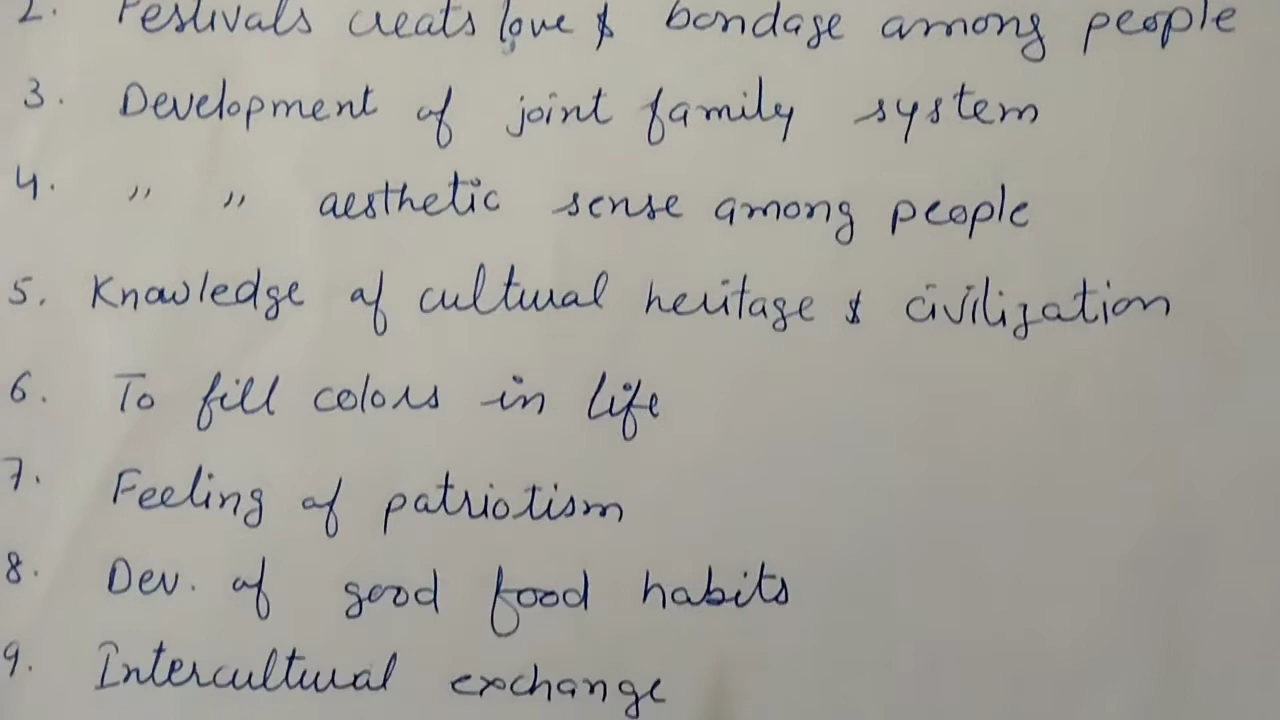 2. Festivals creats love & bondage among people
3. Development of joint family system
4. " " aesthetic sense among people
5. Knowledge of cultural heritage & civilization
6. To fill colors in life
7. Feeling of patriotism
8. Dev. of good food habits
9. Intercultural exchange